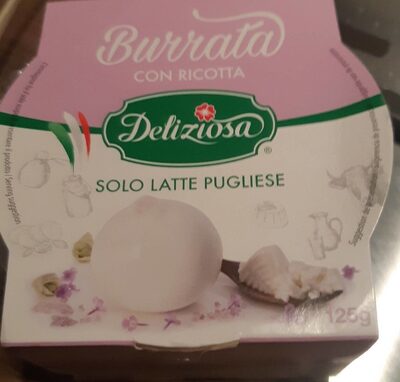 Burrata
CON RICOTTA
Deliziosa
®
SOLO LATTE PUGLIESE
125g